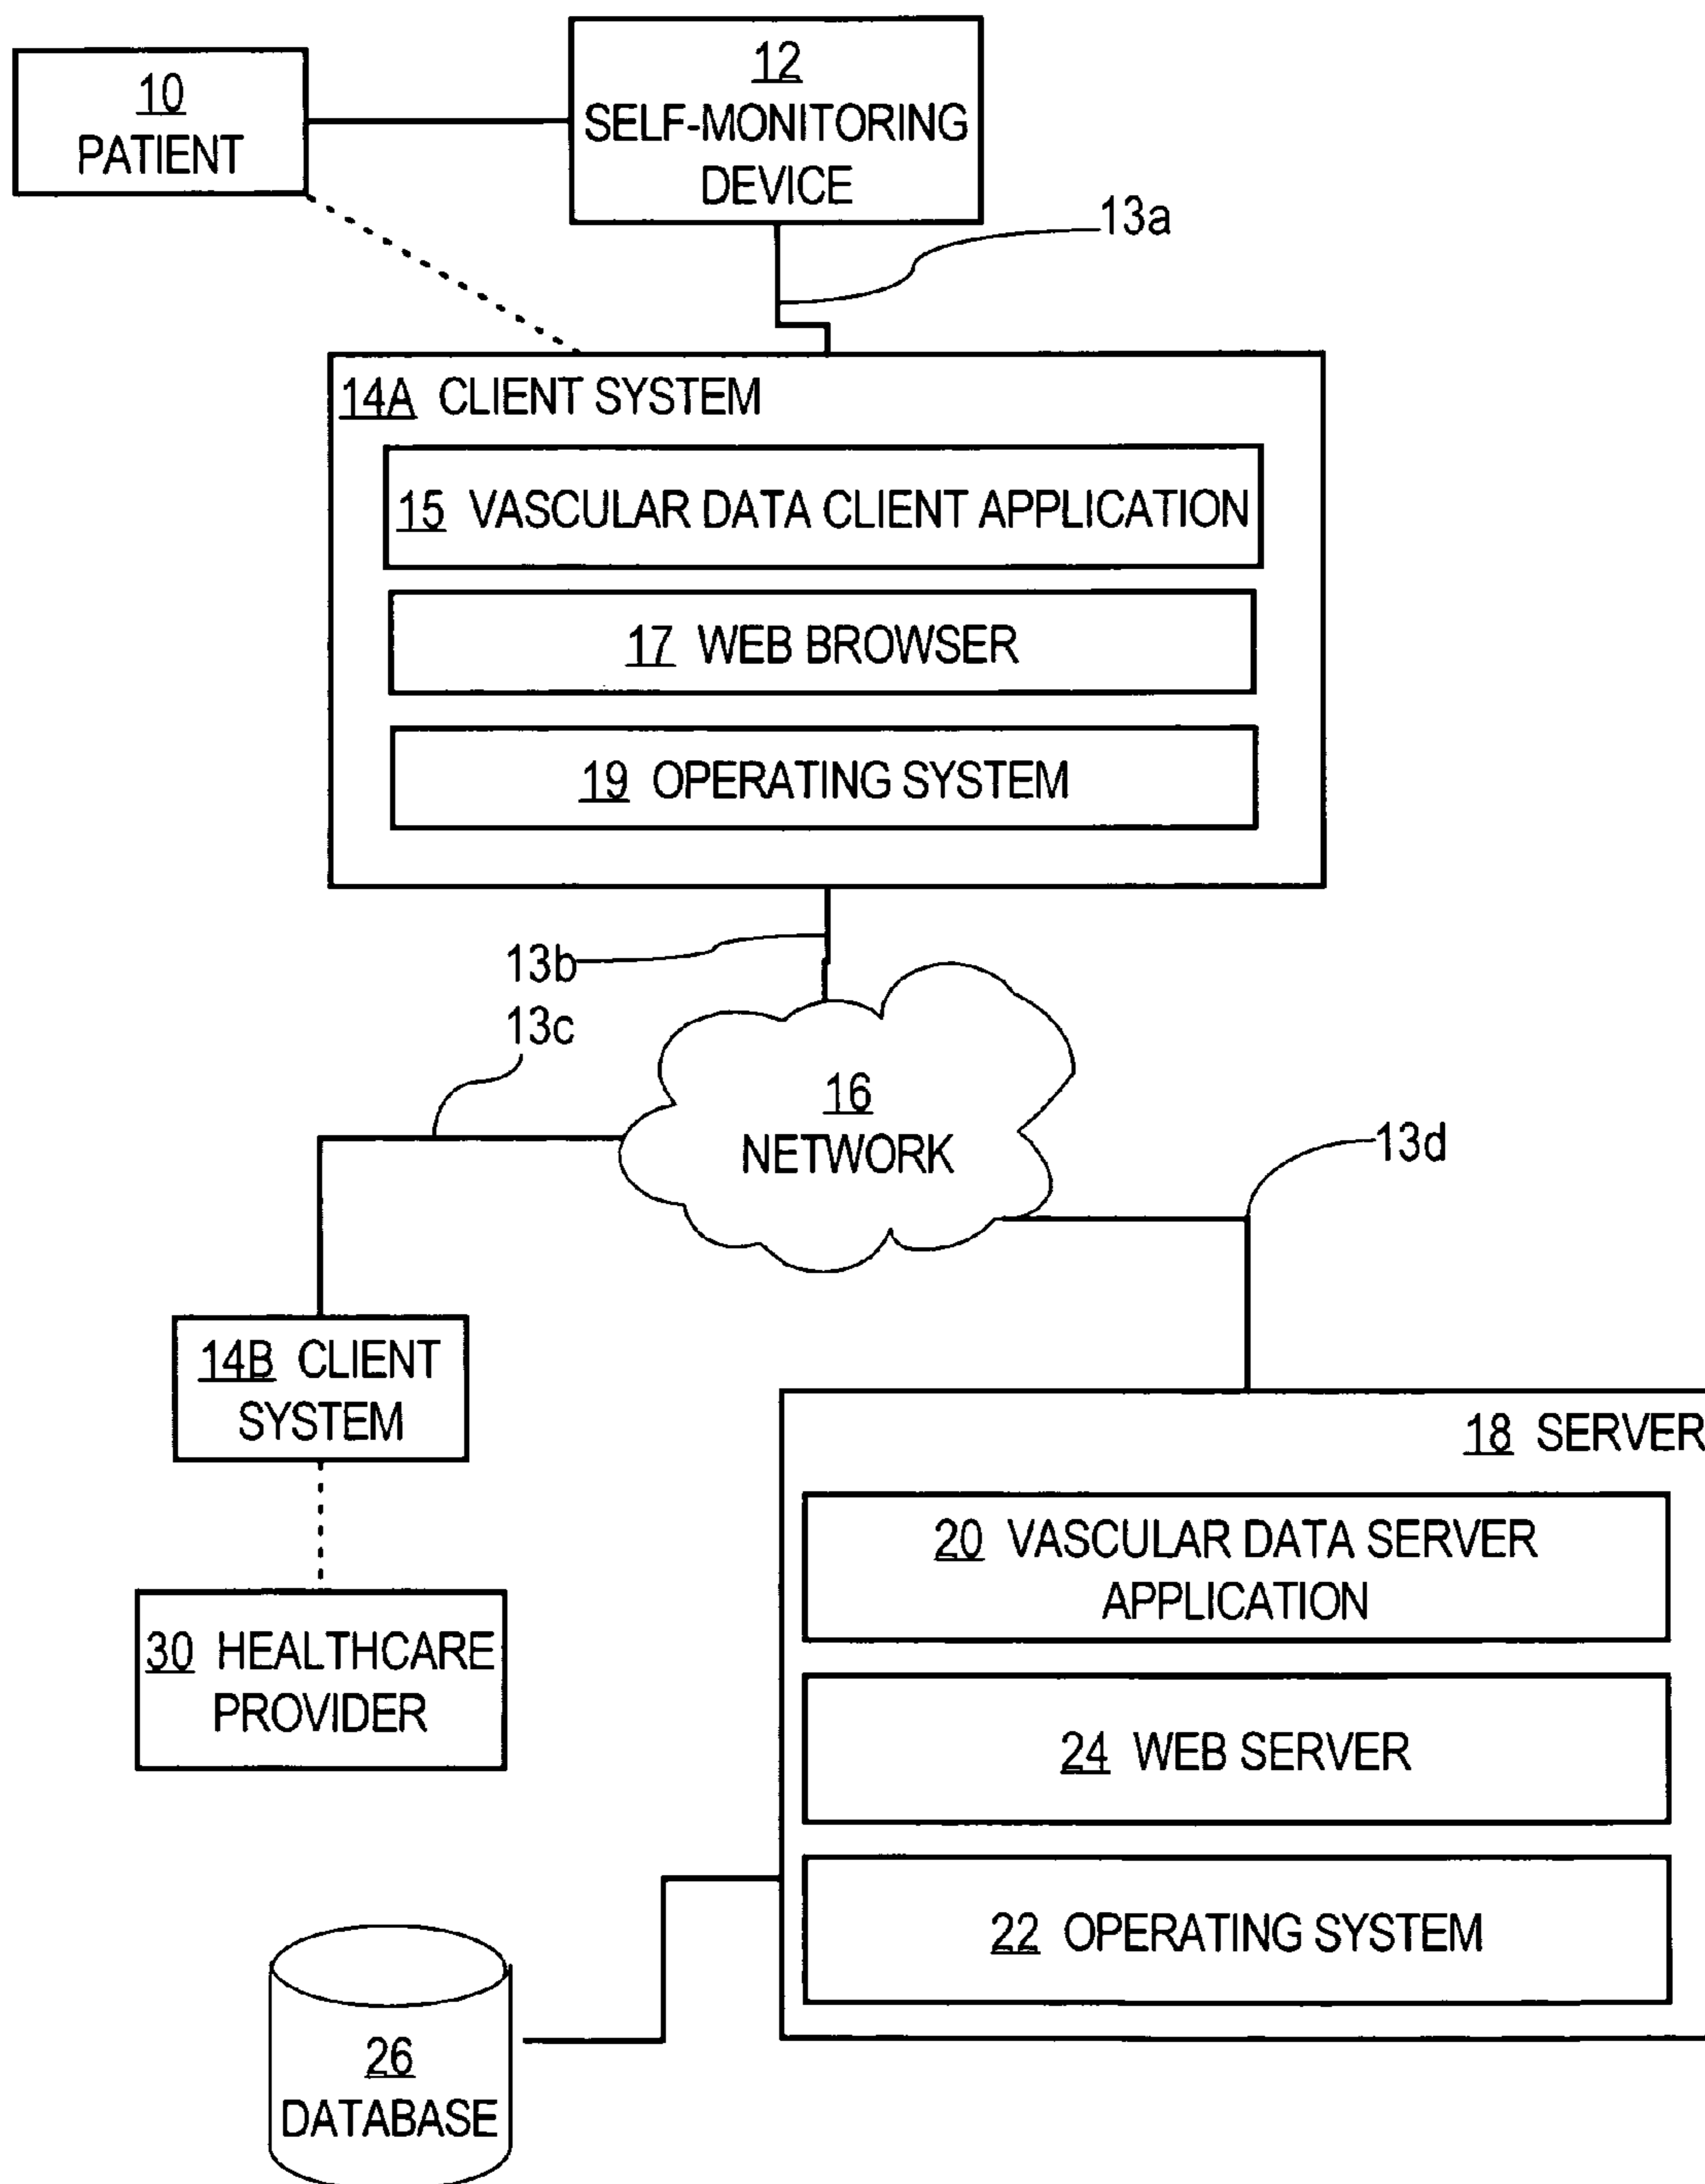 10
PATIENT
12
SELF-MONITORING
DEVICE
13a
14A CLIENT SYSTEM
15 VASCULAR DATA CLIENT APPLICATION
17 WEB BROWSER
19 OPERATING SYSTEM
13b
13c
16
NETWORK
13d
14B CLIENT
SYSTEM
18 SERVER
20 VASCULAR DATA SERVER
APPLICATION
30 HEALTHCARE
PROVIDER
24 WEB SERVER
22 OPERATING SYSTEM
26
DATABASE